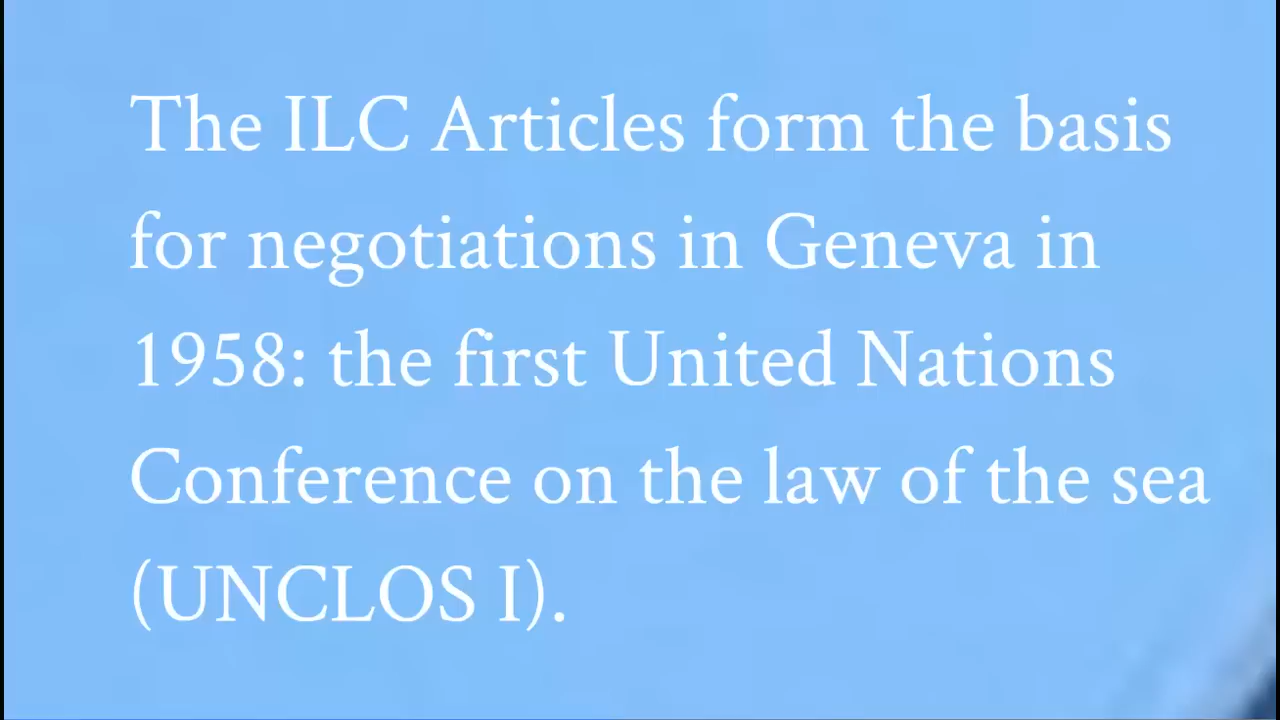 The ILC Articles form the basis
for negotiations in Geneva in
1958: the first United Nations
Conference on the law of the sea
(UNCLOS I).